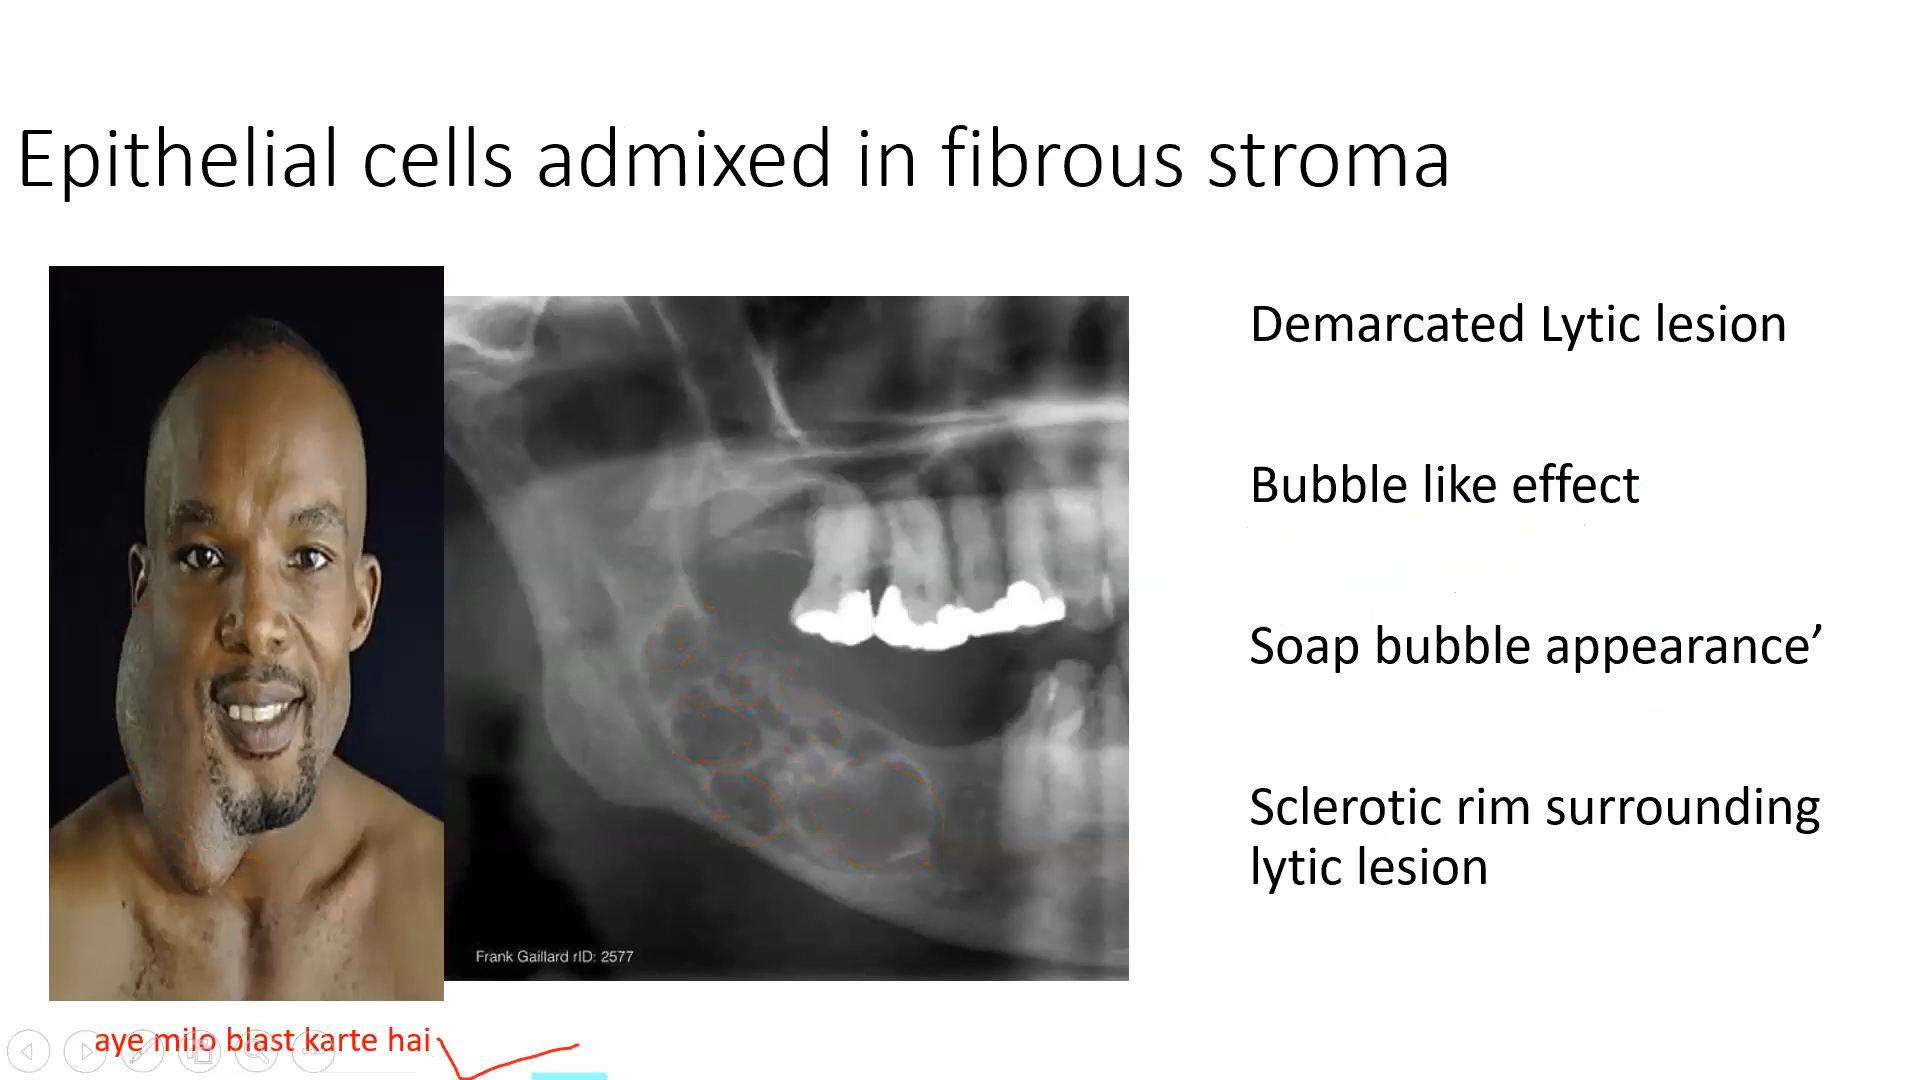 Epithelial cells admixed in fibrous stroma
Demarcated Lytic lesion
Bubble like effect
Soap bubble appearance’
Sclerotic rim surrounding
lytic lesion
Frank Gaillard rID: 2577
aye milo blast karte hai